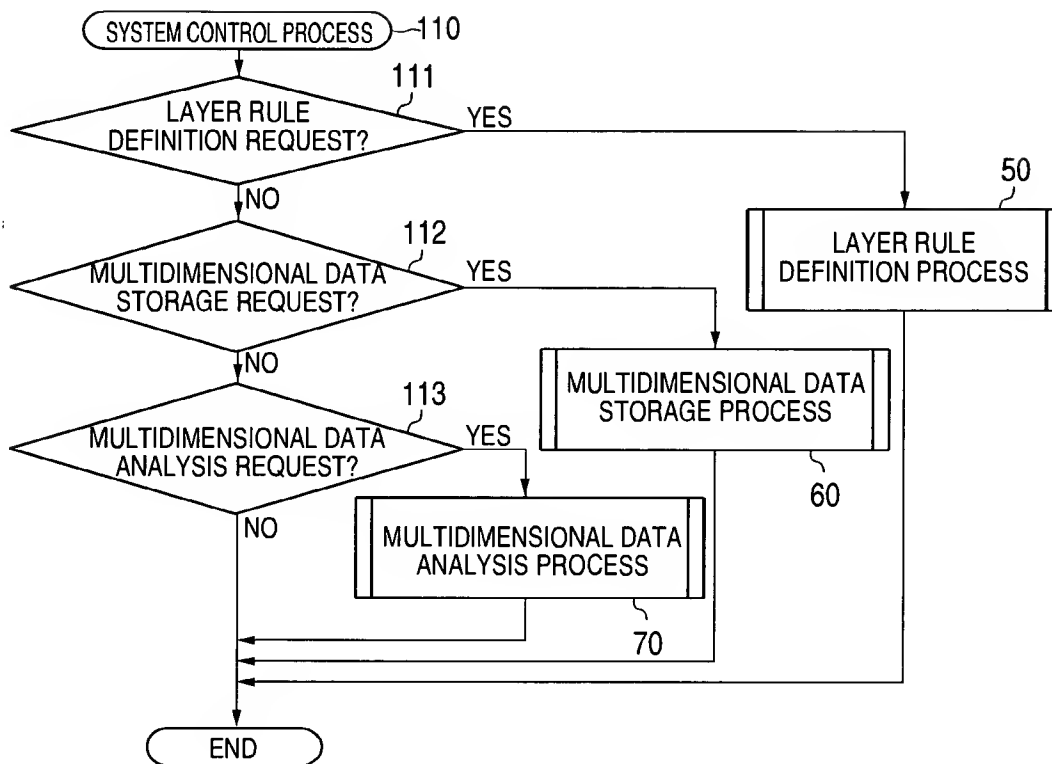 SYSTEM CONTROL PROCESS
110
LAYER RULE
DEFINITION REQUEST?
111
YES
NO
50
LAYER RULE
DEFINITION PROCESS
MULTIDIMENSIONAL DATA
STORAGE REQUEST?
112
YES
NO
MULTIDIMENSIONAL DATA
STORAGE PROCESS
60
MULTIDIMENSIONAL DATA
ANALYSIS REQUEST?
113
YES
NO
MULTIDIMENSIONAL DATA
ANALYSIS PROCESS
70
END